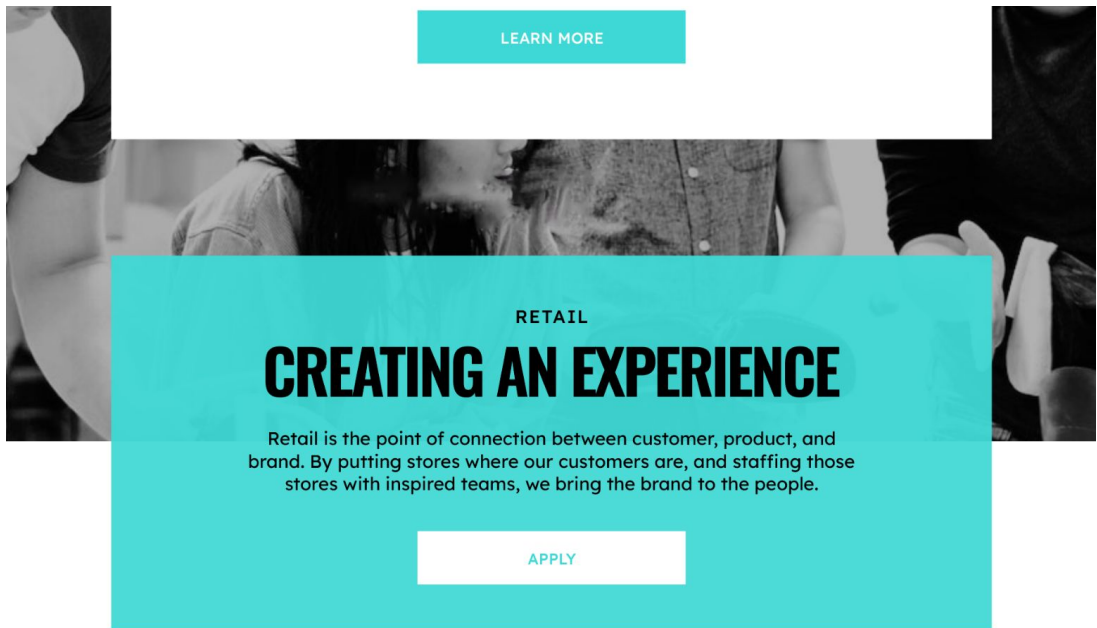 LEARN MORE
RETAIL
CREATING AN EXPERIENCE
Retail is the point of connection between customer, product, and
brand. By putting stores where our customers are, and staffing those
stores with inspired teams, we bring the brand to the people.
APPLY